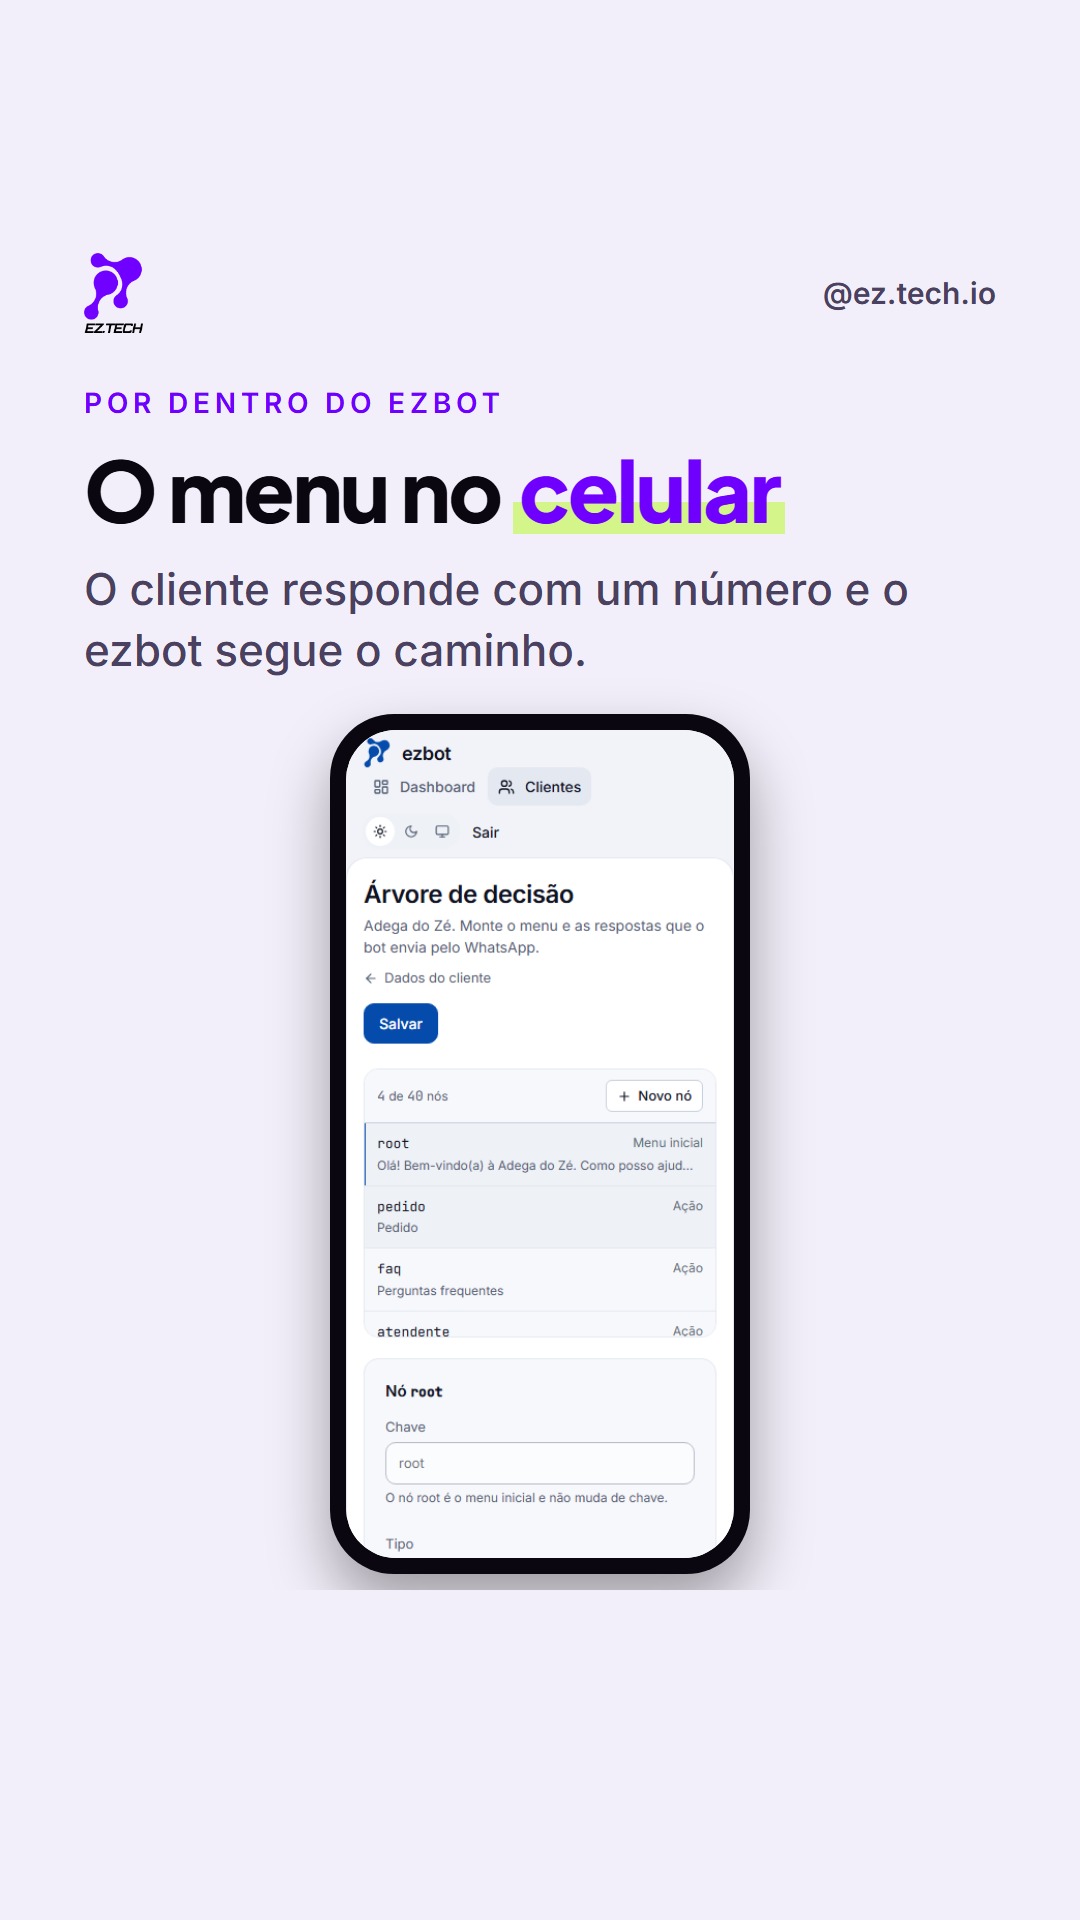 EZ.TECH
@ez.tech.io
POR DENTRO DO EZBOT
O menu no celular
O cliente responde com um número e o
ezbot segue o caminho.
ezbot
Dashboard
Clientes
Sair
Árvore de decisão
Adega do Zé. Monte o menu e as respostas que o
bot envia pelo WhatsApp.
← Dados do cliente
Salvar
4 de 40 nós
+ Novo nó
root
Menu inicial
Olá! Bem-vindo(a) à Adega do Zé. Como posso ajud...
pedido
Ação
Pedido
faq
Ação
Perguntas frequentes
atendente
Ação
Nó root
Chave
root
O nó root é o menu inicial e não muda de chave.
Tipo